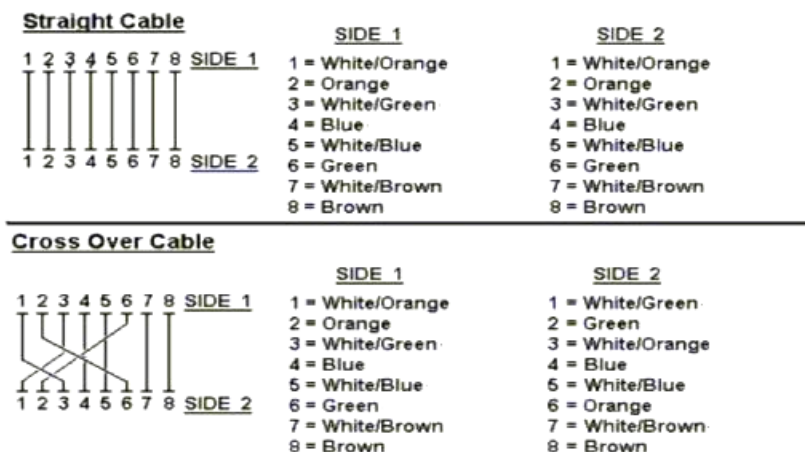 Straight Cable
1 2 3 4 5 6 7 8 SIDE 1
1 2 3 4 5 6 7 8 SIDE 2
SIDE 1
1 = White/Orange
2 = Orange
3 = White/Green
4 = Blue
5 = White/Blue
6 = Green
7 = White/Brown
8 = Brown
SIDE 2
1 = White/Orange
2 = Orange
3 = White/Green
4 = Blue
5 = White/Blue
6 = Green
7 = White/Brown
8 = Brown
Cross Over Cable
1 2 3 4 5 6 7 8 SIDE 1
1 2 3 4 5 6 7 8 SIDE 2
SIDE 1
1 = White/Orange
2 = Orange
3 = White/Green
4 = Blue
5 = White/Blue
6 = Green
7 = White/Brown
8 = Brown
SIDE 2
1 = White/Green
2 = Green
3 = White/Orange
4 = Blue
5 = White/Blue
6 = Orange
7 = White/Brown
8 = Brown